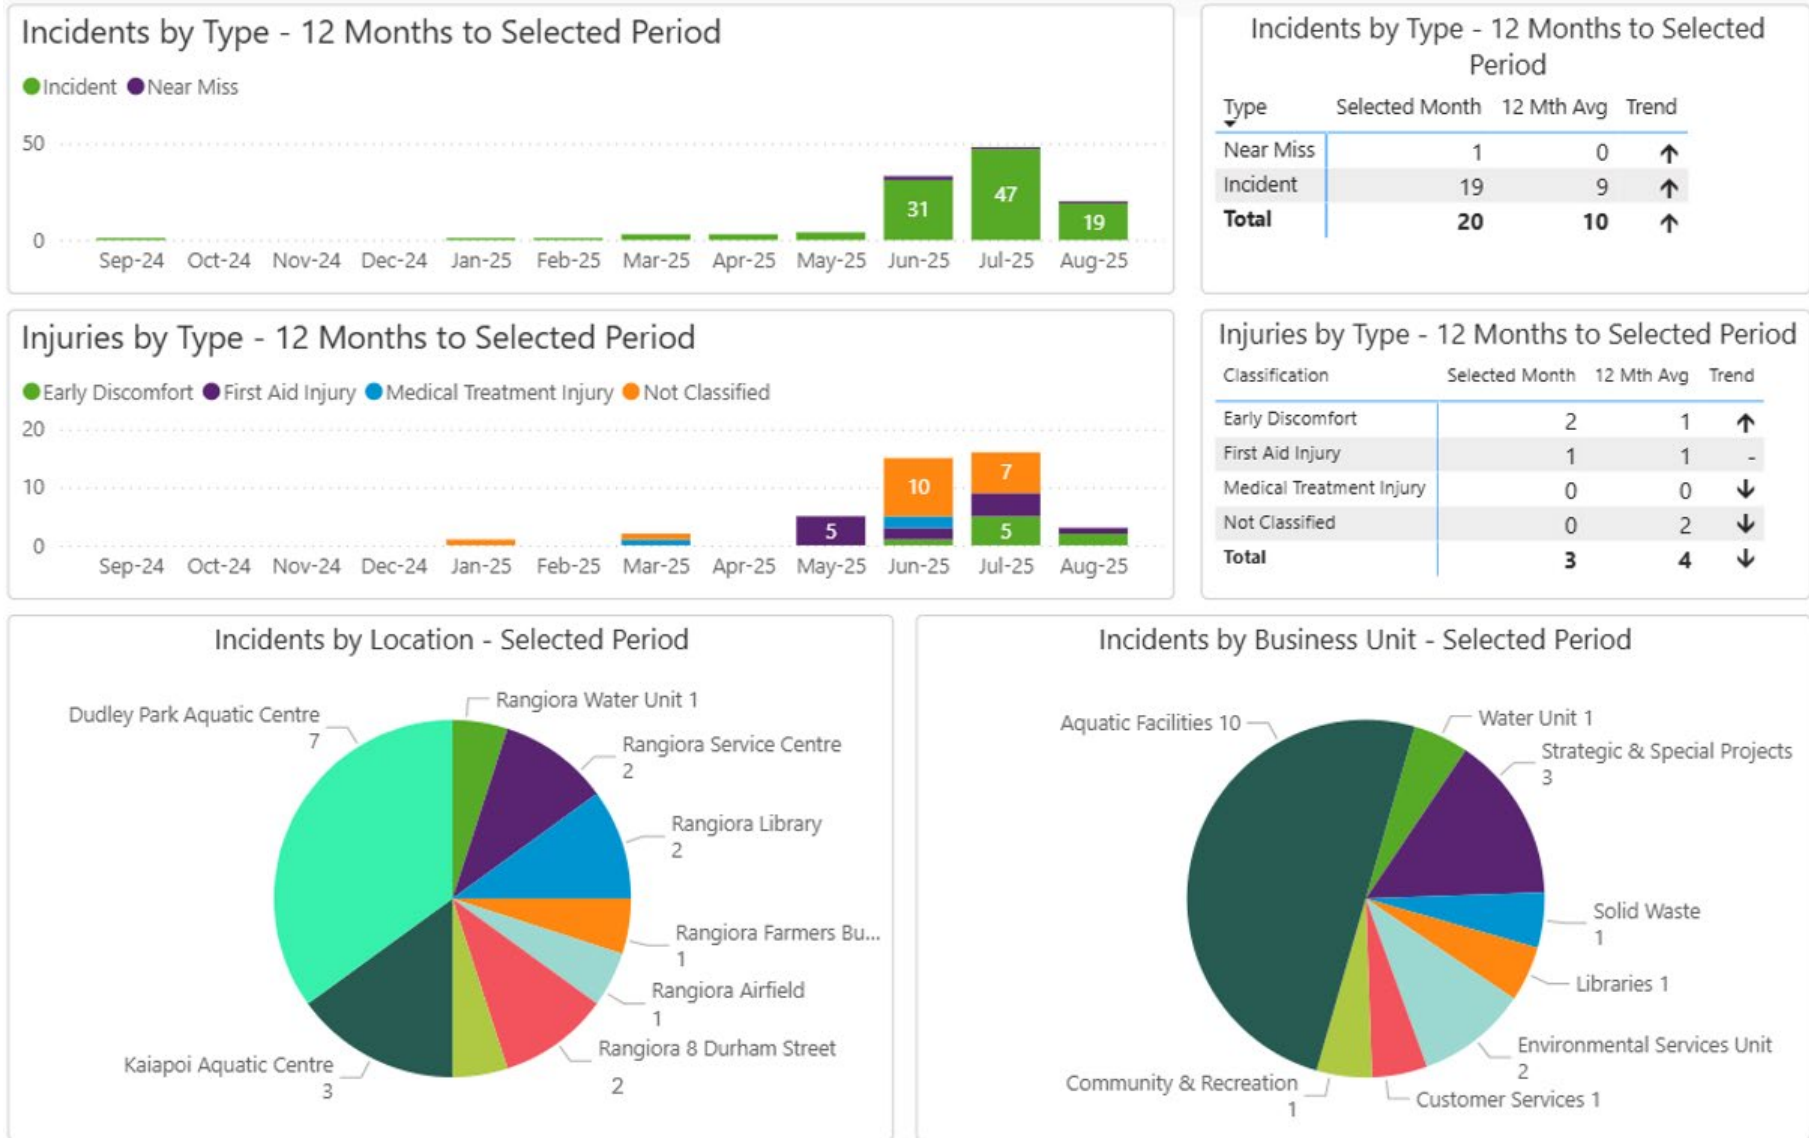 Incidents by Type - 12 Months to Selected Period
Incident Near Miss
50
31 47 19
0
Sep-24 Oct-24 Nov-24 Dec-24 Jan-25 Feb-25 Mar-25 Apr-25 May-25 Jun-25 Jul-25 Aug-25
Incidents by Type - 12 Months to Selected
Period
Type Selected Month 12 Mth Avg Trend
Near Miss 1 0 ↑
Incident 19 9 ↑
Total 20 10 ↑
Injuries by Type - 12 Months to Selected Period
Early Discomfort First Aid Injury Medical Treatment Injury Not Classified
20
10 7
10
5 5
0
Sep-24 Oct-24 Nov-24 Dec-24 Jan-25 Feb-25 Mar-25 Apr-25 May-25 Jun-25 Jul-25 Aug-25
Injuries by Type - 12 Months to Selected Period
Classification Selected Month 12 Mth Avg Trend
Early Discomfort 2 1 ↑
First Aid Injury 1 1 -
Medical Treatment Injury 0 0 ↓
Not Classified 0 2 ↓
Total 3 4 ↓
Incidents by Location - Selected Period
Rangiora Water Unit 1
Dudley Park Aquatic Centre
7
Rangiora Service Centre
2
Rangiora Library
2
Rangiora Farmers Bu...
1
Rangiora Airfield
1
Rangiora 8 Durham Street
2
Kaiapoi Aquatic Centre
3
Incidents by Business Unit - Selected Period
Aquatic Facilities 10
Water Unit 1
Strategic & Special Projects
3
Solid Waste
1
Libraries 1
Environmental Services Unit
2
Customer Services 1
Community & Recreation
1